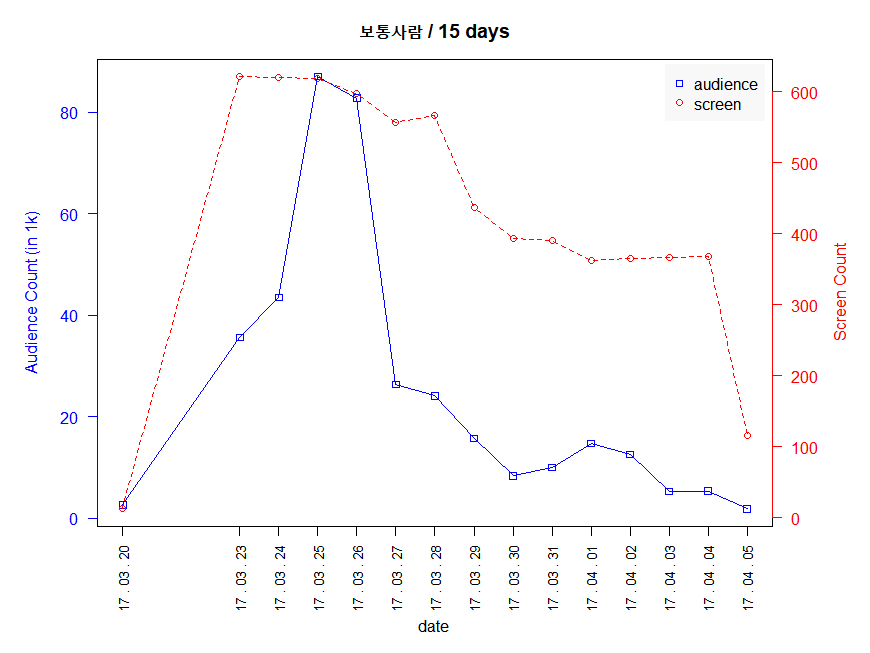 보통사람 / 15 days
audience
screen
Audience Count (in 1k)
80
60
40
20
0
600
500
400
300
200
100
0
Screen Count
17 . 03 . 20
17 . 03 . 23
17 . 03 . 24
17 . 03 . 25
17 . 03 . 26
17 . 03 . 27
17 . 03 . 28
17 . 03 . 29
17 . 03 . 30
17 . 03 . 31
17 . 04 . 01
17 . 04 . 02
17 . 04 . 03
17 . 04 . 04
17 . 04 . 05
date